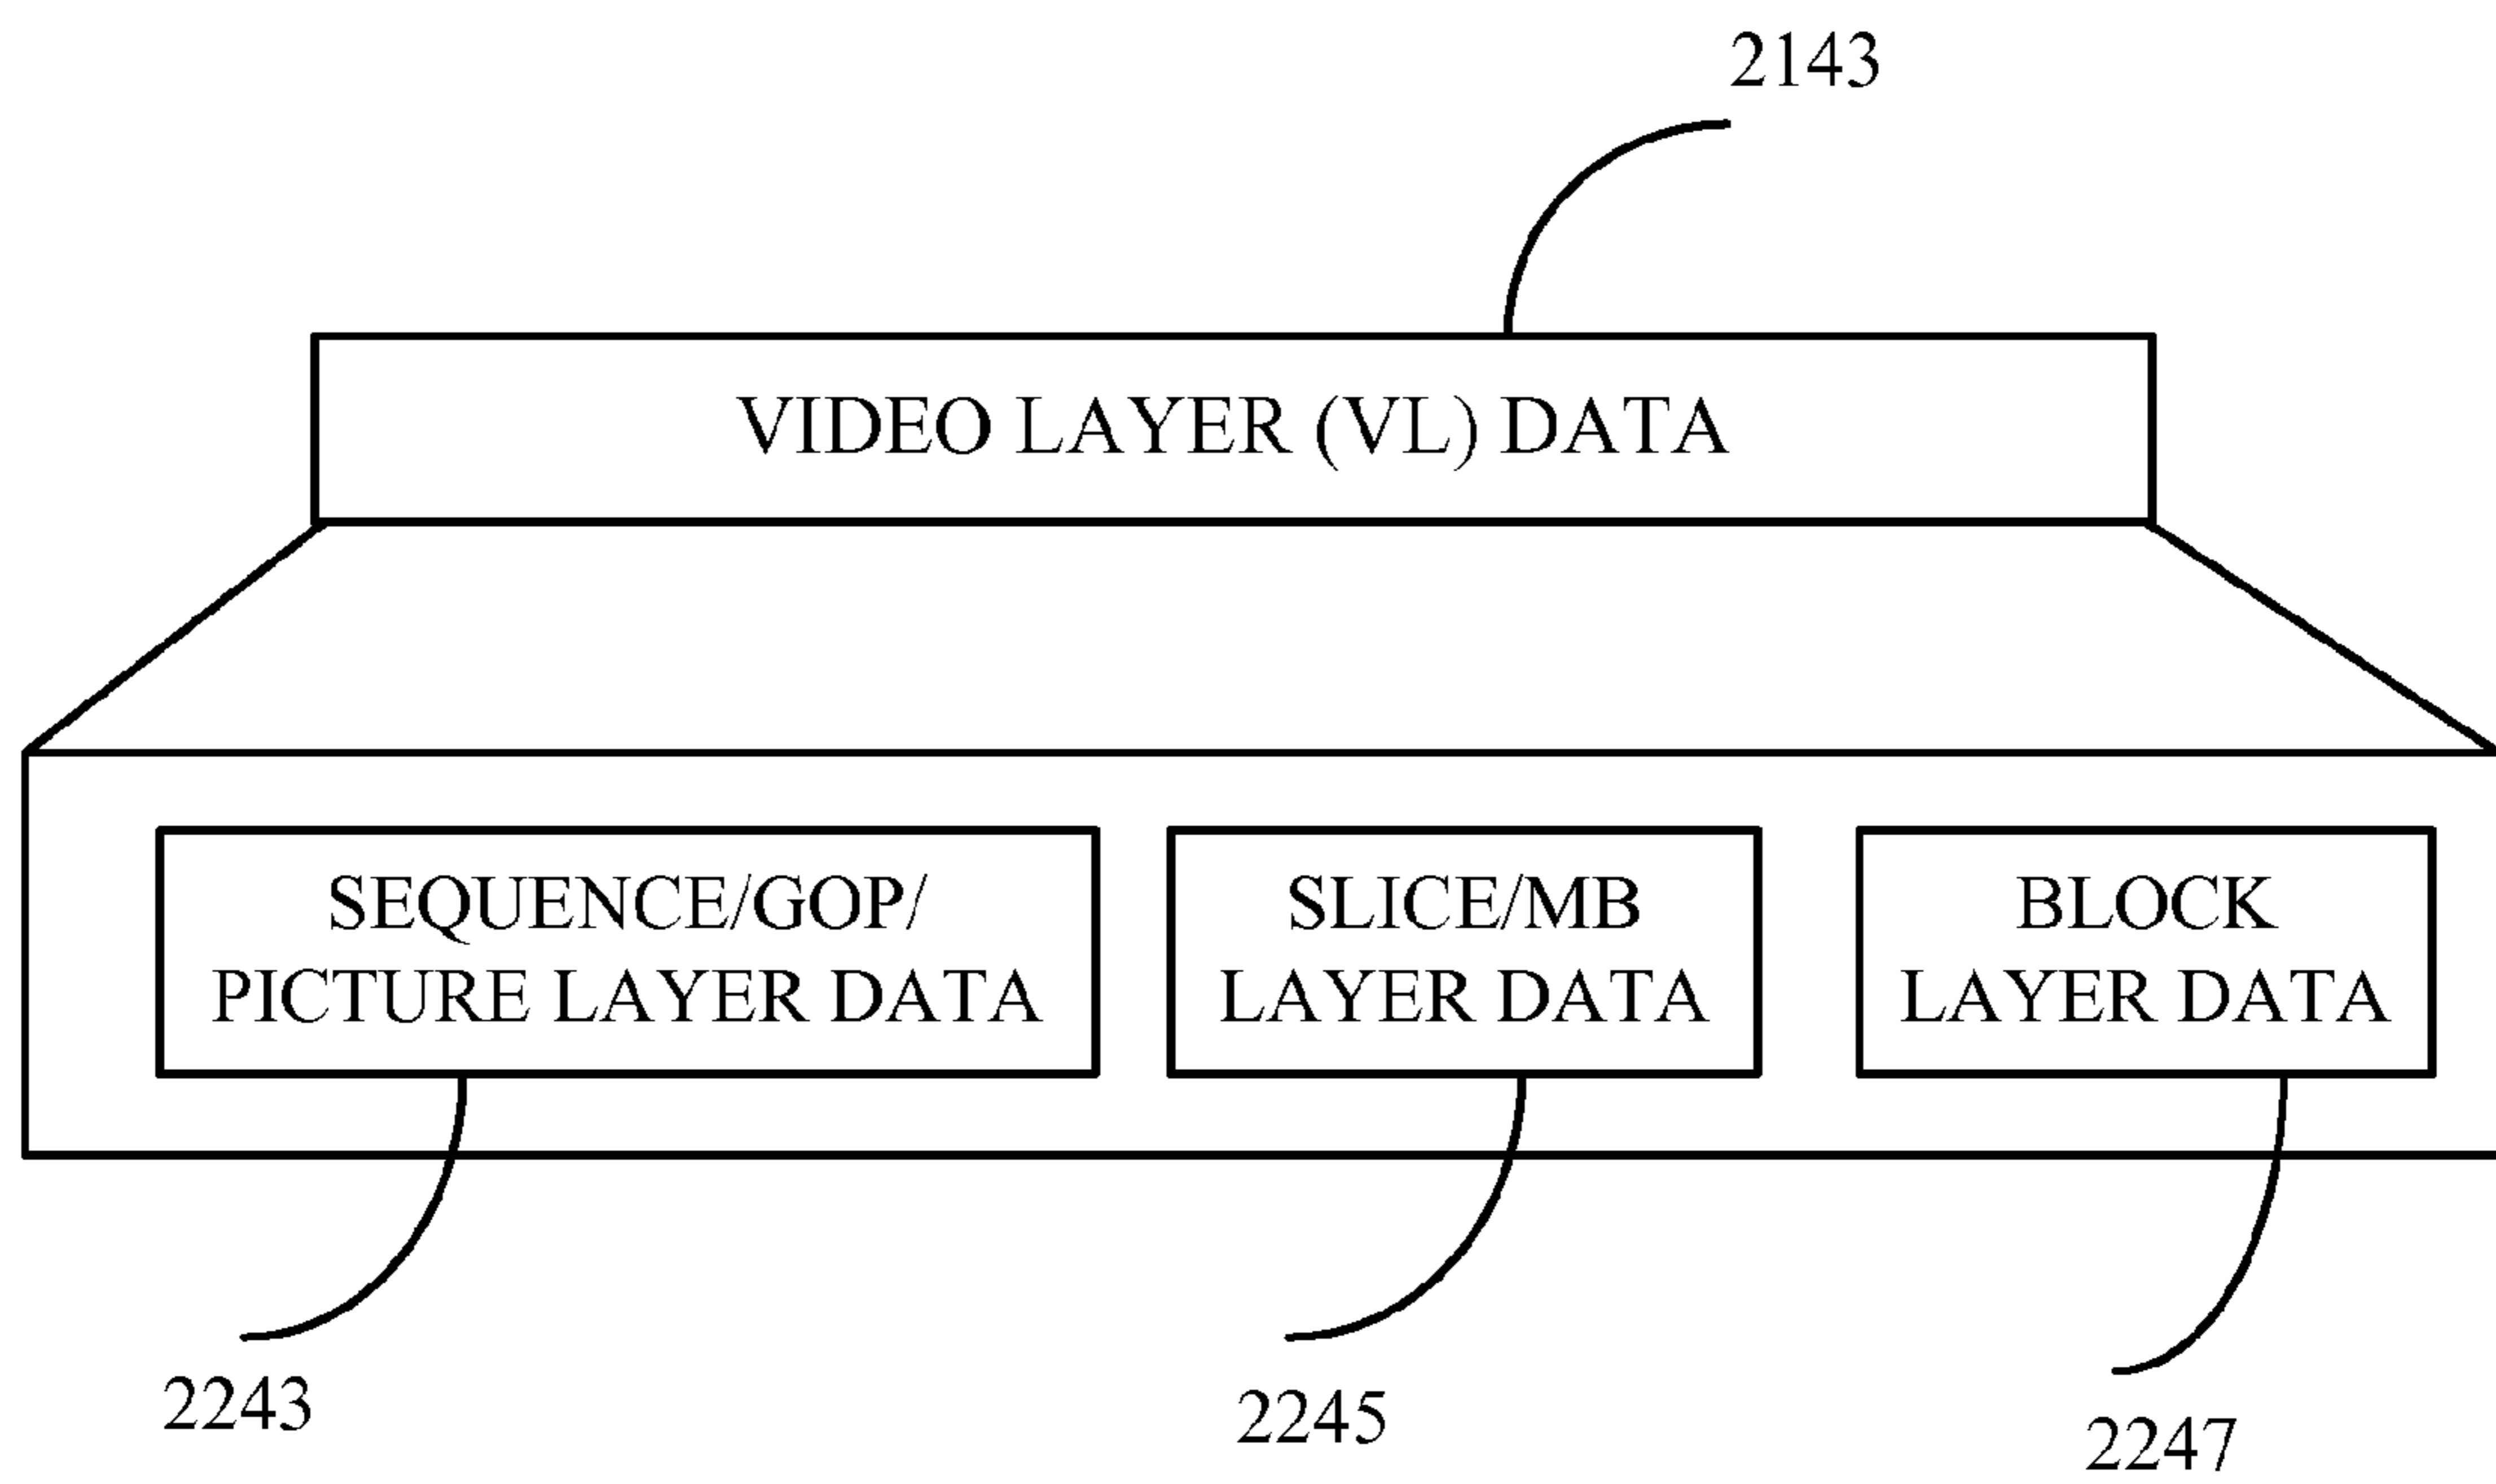 2143
VIDEO LAYER (VL) DATA
SEQUENCE/GOP/
PICTURE LAYER DATA
SLICE/MB
LAYER DATA
BLOCK
LAYER DATA
2243
2245
2247